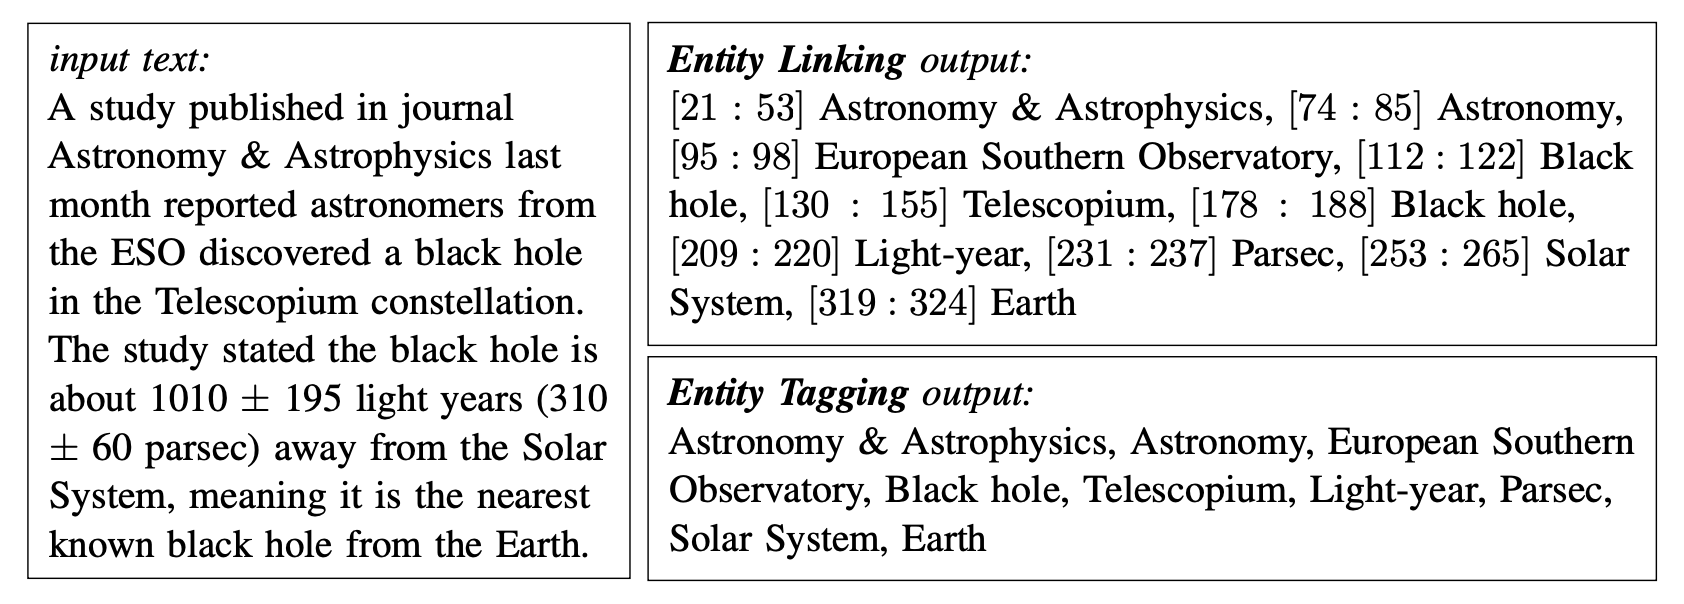 input text:
A study published in journal
Astronomy & Astrophysics last
month reported astronomers from
the ESO discovered a black hole
in the Telescopium constellation.
The study stated the black hole is
about 1010 ± 195 light years (310
± 60 parsec) away from the Solar
System, meaning it is the nearest
known black hole from the Earth.
Entity Linking output:
[21 : 53] Astronomy & Astrophysics, [74 : 85] Astronomy,
[95 : 98] European Southern Observatory, [112 : 122] Black
hole, [130 : 155] Telescopium, [178 : 188] Black hole,
[209 : 220] Light-year, [231 : 237] Parsec, [253 : 265] Solar
System, [319 : 324] Earth
Entity Tagging output:
Astronomy & Astrophysics, Astronomy, European Southern
Observatory, Black hole, Telescopium, Light-year, Parsec,
Solar System, Earth